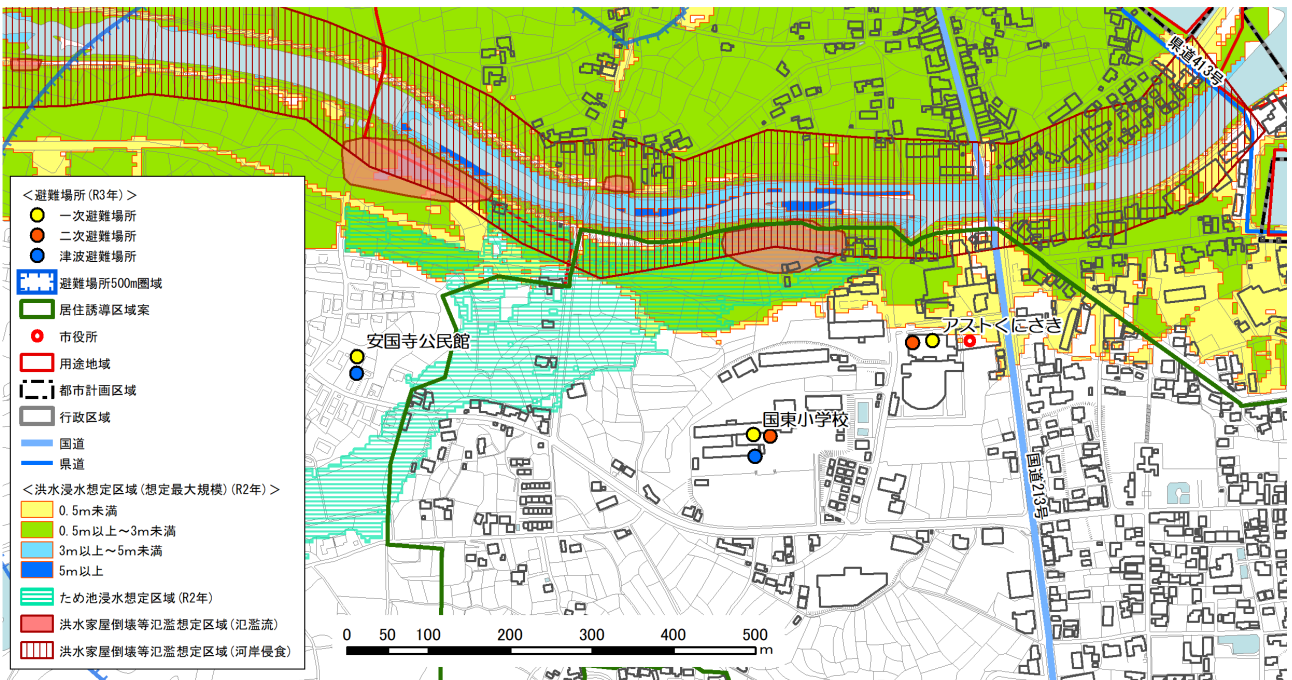 県道413号
＜避難場所(R3年)＞
一次避難場所
二次避難場所
津波避難場所
避難場所500m圏域
居住誘導区域案
市役所
用途地域
都市計画区域
行政区域
国道
県道
＜洪水浸水想定区域(想定最大規模)(R2年)＞
0.5m未満
0.5m以上～3m未満
3m以上～5m未満
5m以上
ため池浸水想定区域(R2年)
洪水家屋倒壊等氾濫想定区域(氾濫流)
洪水家屋倒壊等氾濫想定区域(河岸侵食)
安国寺公民館
アストくにさき
国東小学校
国道213号
0 50 100 200 300 400 500
m